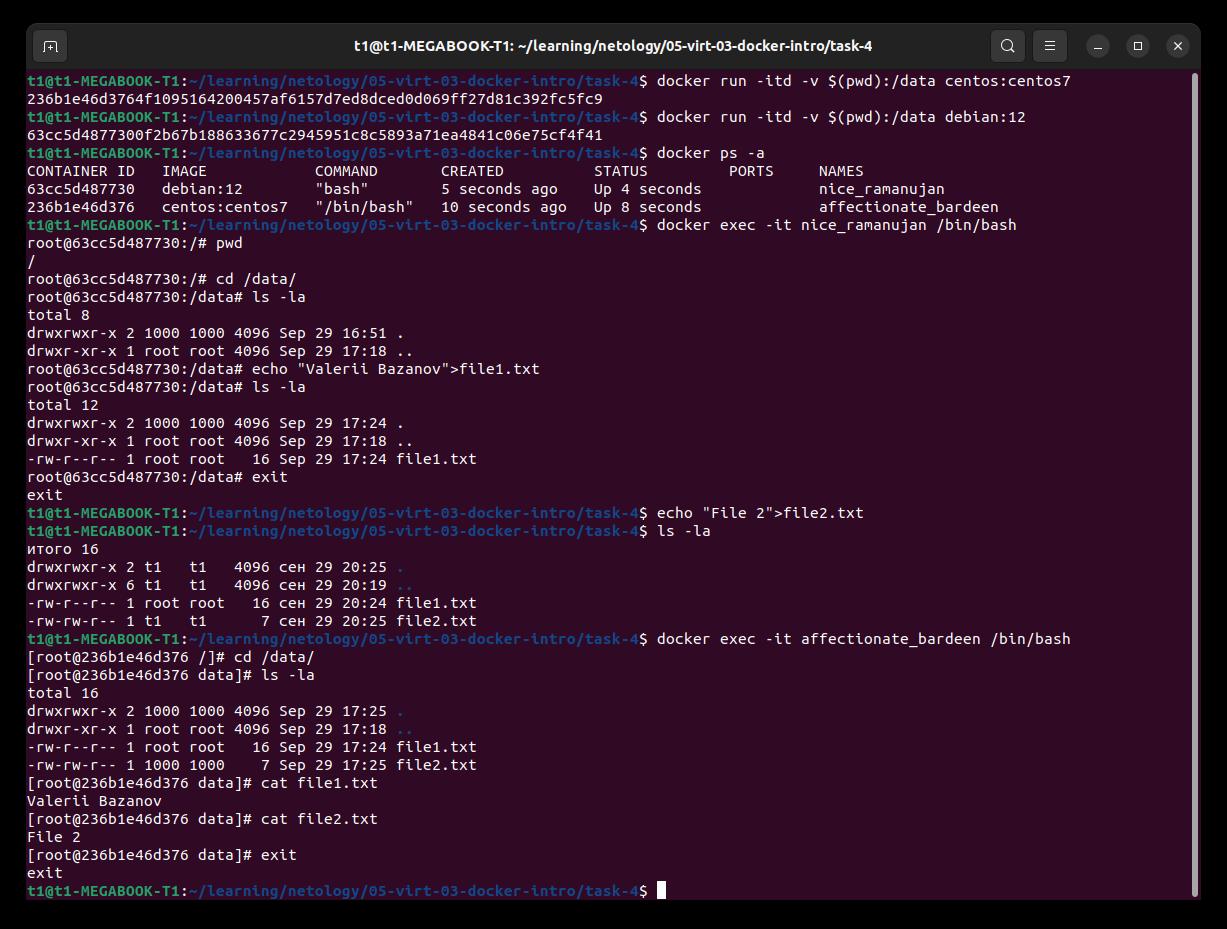 t1@t1-MEGABOOK-T1: ~/learning/netology/05-virt-03-docker-intro/task-4
t1@t1-MEGABOOK-T1:~/learning/netology/05-virt-03-docker-intro/task-4$ docker run -itd -v $(pwd):/data centos:centos7
236b1e46d3764f1095164200457af6157d7ed8dced0d069ff27d81c392fc5fc9
t1@t1-MEGABOOK-T1:~/learning/netology/05-virt-03-docker-intro/task-4$ docker run -itd -v $(pwd):/data debian:12
63cc5d4877300f2b67b188633677c2945951c8c5893a71ea4841c06e75cf4f41
t1@t1-MEGABOOK-T1:~/learning/netology/05-virt-03-docker-intro/task-4$ docker ps -a
CONTAINER ID   IMAGE            COMMAND       CREATED          STATUS         PORTS     NAMES
63cc5d487730   debian:12        "bash"        5 seconds ago    Up 4 seconds             nice_ramanujan
236b1e46d376   centos:centos7   "/bin/bash"   10 seconds ago   Up 8 seconds             affectionate_bardeen
t1@t1-MEGABOOK-T1:~/learning/netology/05-virt-03-docker-intro/task-4$ docker exec -it nice_ramanujan /bin/bash
root@63cc5d487730:/# pwd
/
root@63cc5d487730:/# cd /data/
root@63cc5d487730:/data# ls -la
total 8
drwxrwxr-x 2 1000 1000 4096 Sep 29 16:51 .
drwxr-xr-x 1 root root 4096 Sep 29 17:18 ..
root@63cc5d487730:/data# echo "Valerii Bazanov">file1.txt
root@63cc5d487730:/data# ls -la
total 12
drwxrwxr-x 2 1000 1000 4096 Sep 29 17:24 .
drwxr-xr-x 1 root root 4096 Sep 29 17:18 ..
-rw-r--r-- 1 root root   16 Sep 29 17:24 file1.txt
root@63cc5d487730:/data# exit
exit
t1@t1-MEGABOOK-T1:~/learning/netology/05-virt-03-docker-intro/task-4$ echo "File 2">file2.txt
t1@t1-MEGABOOK-T1:~/learning/netology/05-virt-03-docker-intro/task-4$ ls -la
итого 16
drwxrwxr-x 2 t1   t1   4096 сен 29 20:25 .
drwxrwxr-x 6 t1   t1   4096 сен 29 20:19 ..
-rw-r--r-- 1 root root   16 сен 29 20:24 file1.txt
-rw-rw-r-- 1 t1   t1      7 сен 29 20:25 file2.txt
t1@t1-MEGABOOK-T1:~/learning/netology/05-virt-03-docker-intro/task-4$ docker exec -it affectionate_bardeen /bin/bash
[root@236b1e46d376 /]# cd /data/
[root@236b1e46d376 data]# ls -la
total 16
drwxrwxr-x 2 1000 1000 4096 Sep 29 17:25 .
drwxr-xr-x 1 root root 4096 Sep 29 17:18 ..
-rw-r--r-- 1 root root   16 Sep 29 17:24 file1.txt
-rw-rw-r-- 1 1000 1000    7 Sep 29 17:25 file2.txt
[root@236b1e46d376 data]# cat file1.txt
Valerii Bazanov
[root@236b1e46d376 data]# cat file2.txt
File 2
[root@236b1e46d376 data]# exit
exit
t1@t1-MEGABOOK-T1:~/learning/netology/05-virt-03-docker-intro/task-4$